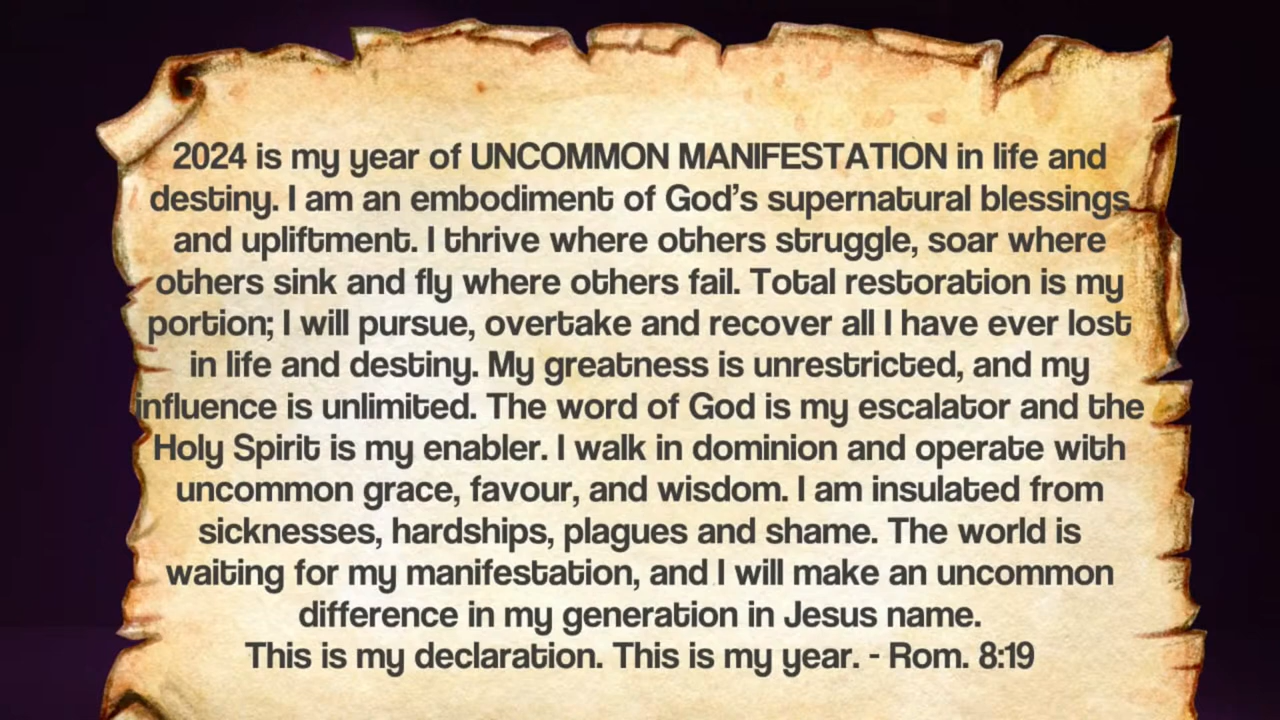 2024 is my year of UNCOMMON MANIFESTATION in life and
destiny. I am an embodiment of God's supernatural blessings
and upliftment. I thrive where others struggle, soar where
others sink and fly where others fail. Total restoration is my
portion; I will pursue, overtake and recover all I have ever lost
in life and destiny. My greatness is unrestricted, and my
influence is unlimited. The word of God is my escalator and the
Holy Spirit is my enabler. I walk in dominion and operate with
uncommon grace, favour, and wisdom. I am insulated from
sicknesses, hardships, plagues and shame. The world is
waiting for my manifestation, and I will make an uncommon
difference in my generation in Jesus name.
This is my declaration. This is my year. - Rom. 8:19